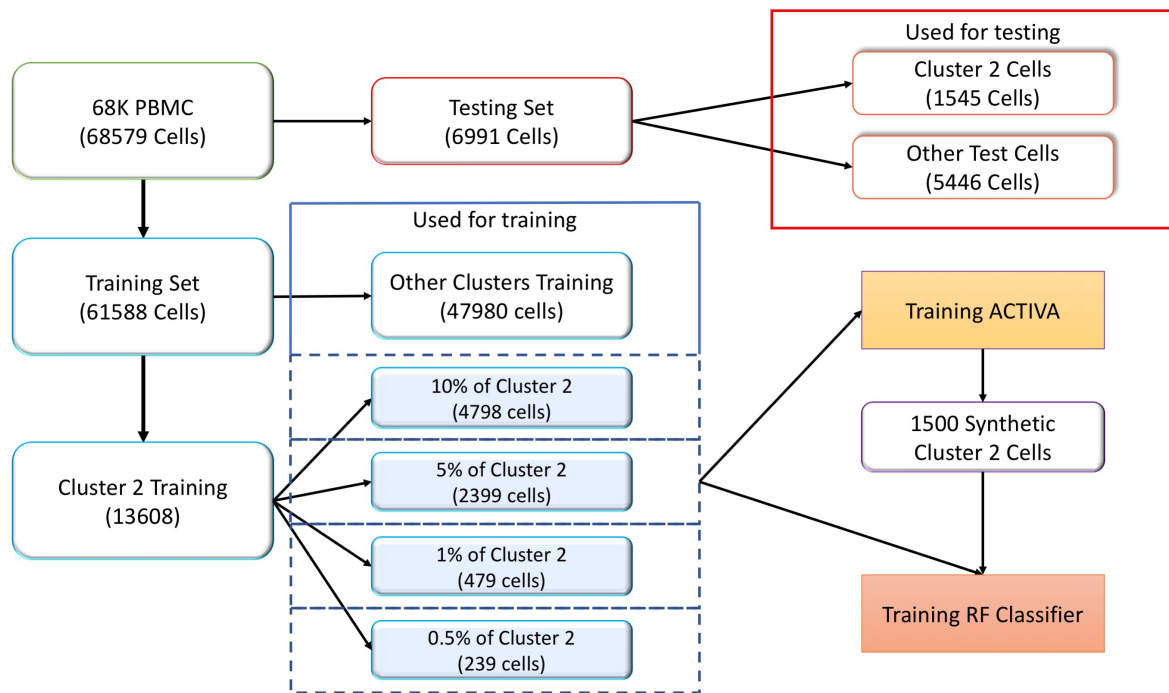 68K PBMC
(68579 Cells)
Testing Set
(6991 Cells)
Used for testing
Cluster 2 Cells
(1545 Cells)
Other Test Cells
(5446 Cells)
Training Set
(61588 Cells)
Used for training
Other Clusters Training
(47980 cells)
Cluster 2 Training
(13608)
10% of Cluster 2
(4798 cells)
5% of Cluster 2
(2399 cells)
1% of Cluster 2
(479 cells)
0.5% of Cluster 2
(239 cells)
Training ACTIVA
1500 Synthetic
Cluster 2 Cells
Training RF Classifier